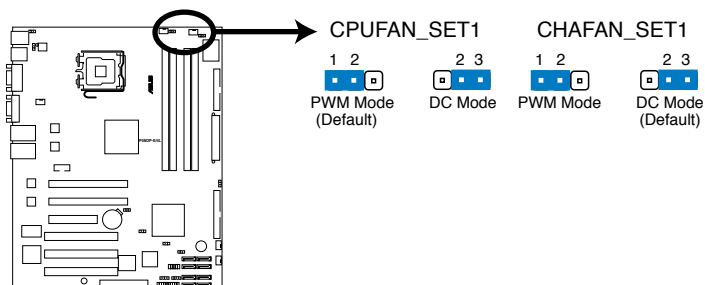 CPUFAN_SET1 CHAFAN_SET1
1 2 2 3 1 2 2 3
PWM Mode DC Mode PWM Mode DC Mode
(Default) (Default)
ASUS